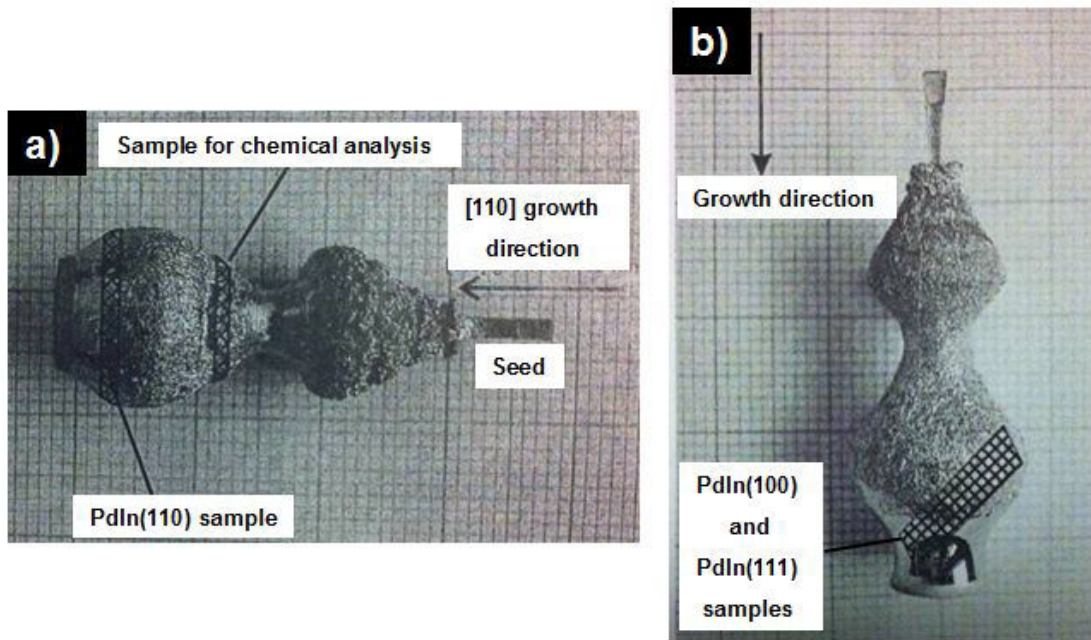 a)
Sample for chemical analysis
[110] growth
direction
Seed
PdIn(110) sample
b)
Growth direction
PdIn(100)
and
PdIn(111)
samples